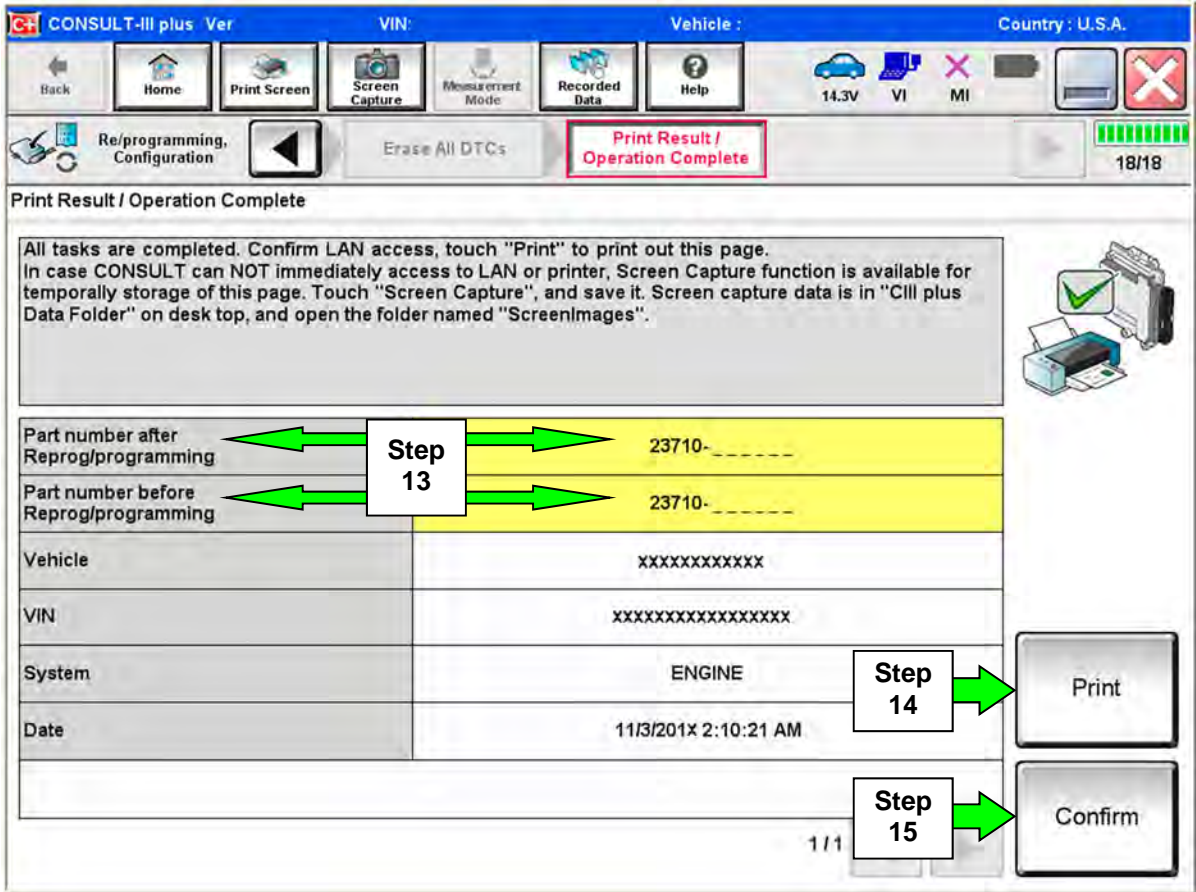 C+ CONSULT-III plus Ver VIN: Vehicle : Country : U.S.A.
Back Home Print Screen Screen Capture Measurement Mode Recorded Data Help 14.3V VI MI
Re/programming, Configuration Erase All DTCs Print Result / Operation Complete 18/18
Print Result / Operation Complete
All tasks are completed. Confirm LAN access, touch "Print" to print out this page.
In case CONSULT can NOT immediately access to LAN or printer, Screen Capture function is available for
temporally storage of this page. Touch "Screen Capture", and save it. Screen capture data is in "CIII plus
Data Folder" on desk top, and open the folder named "ScreenImages".
Part number after
Reprog/programming
Step
13
23710-_ _ _ _ _ _
Part number before
Reprog/programming
23710-_ _ _ _ _ _
Vehicle xxxxxxxxxxxx
VIN xxxxxxxxxxxxxxxxx
System ENGINE
Step
14
Print
Date 11/3/201X 2:10:21 AM
Step
15
Confirm
1/1